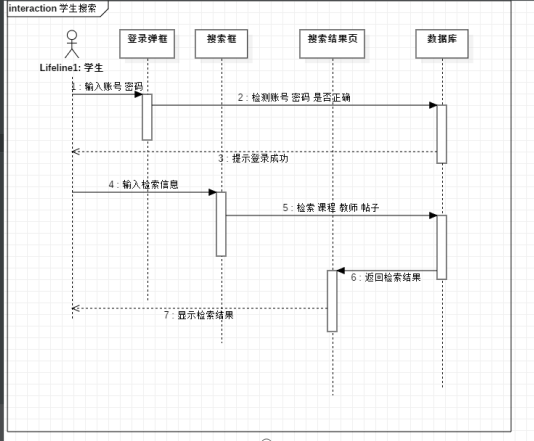 interaction 学生搜索
登录弹框
搜索框
搜索结果页
数据库
Lifeline1: 学生
1 : 输入账号 密码
2 : 检测账号 密码 是否正确
3 : 提示登录成功
4 : 输入检索信息
5 : 检索 课程 教师 帖子
6 : 返回检索结果
7 : 显示检索结果